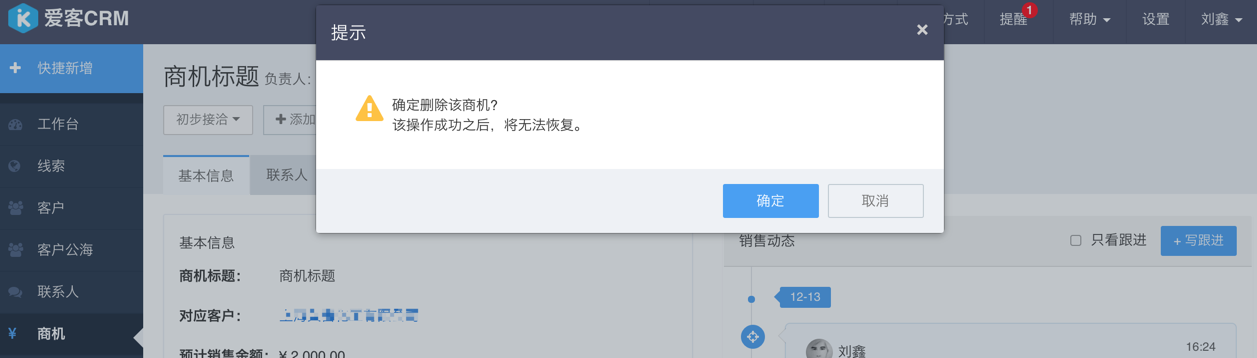 爱客CRM
方式
提醒
1
帮助
设置
刘鑫
提示
×
确定删除该商机?
该操作成功之后，将无法恢复。
确定
取消
+ 快捷新增
工作台
线索
客户
客户公海
联系人
¥ 商机
商机标题 负责人:
初步接洽
+ 添加
基本信息
联系人
基本信息
商机标题:
商机标题
对应客户:
预计销售金额:
¥ 2,000.00
销售动态
只看跟进
+ 写跟进
12-13
刘鑫
16:24